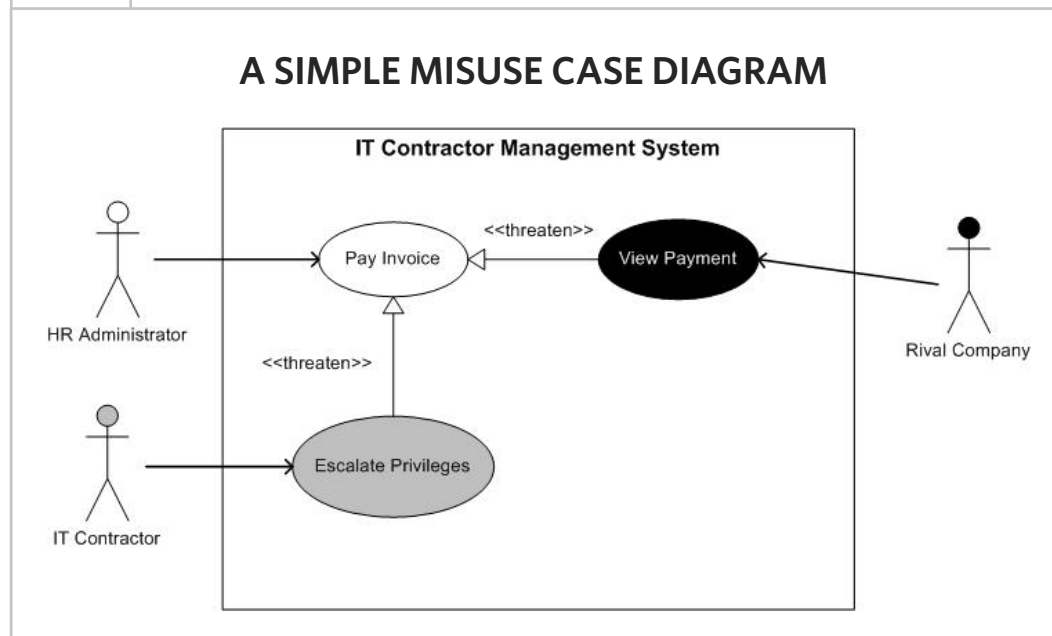 A SIMPLE MISUSE CASE DIAGRAM
IT Contractor Management System
<<threaten>>
Pay Invoice
View Payment
HR Administrator
Rival Company
<<threaten>>
Escalate Privileges
IT Contractor